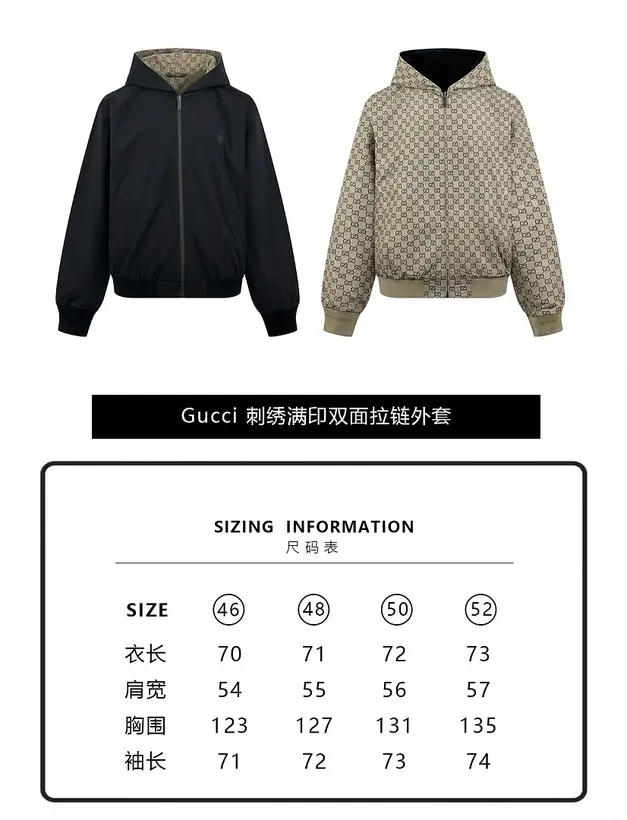 Gucci 刺绣满印双面拉链外套
SIZING INFORMATION
尺码表
SIZE 46 48 50 52
衣长 70 71 72 73
肩宽 54 55 56 57
胸围 123 127 131 135
袖长 71 72 73 74